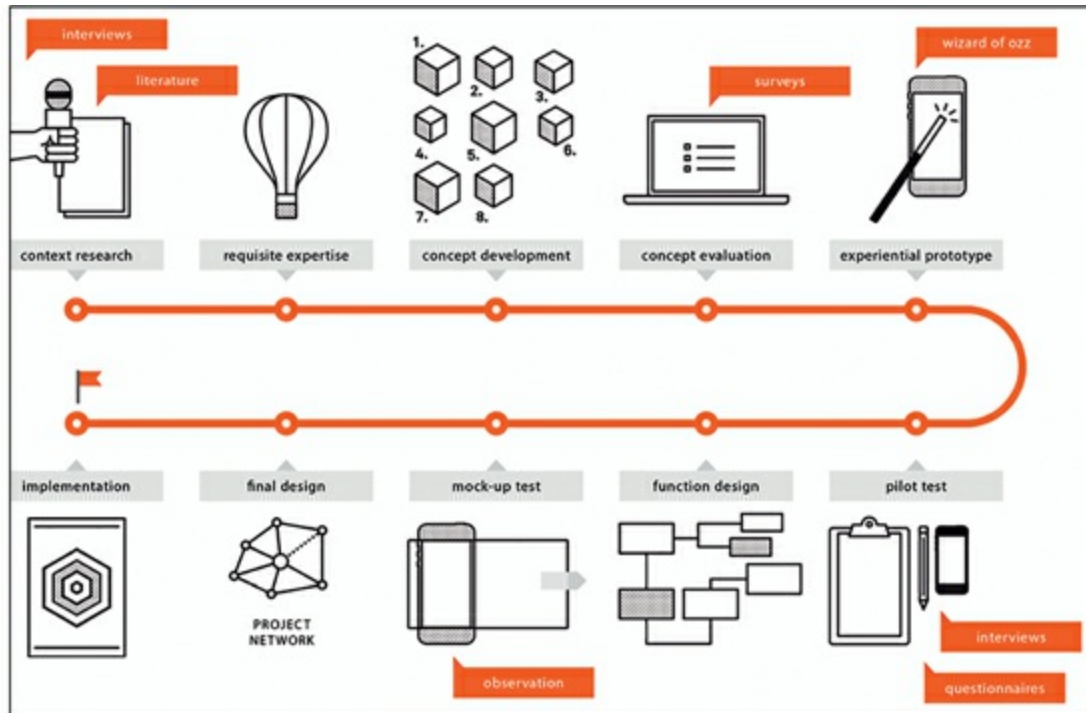 interviews
literature
1.
2.
3.
4.
5.
6.
7.
8.
surveys
wizard of ozz
context research
requisite expertise
concept development
concept evaluation
experiential prototype
implementation
final design
mock-up test
function design
pilot test
PROJECT
NETWORK
observation
interviews
questionnaires